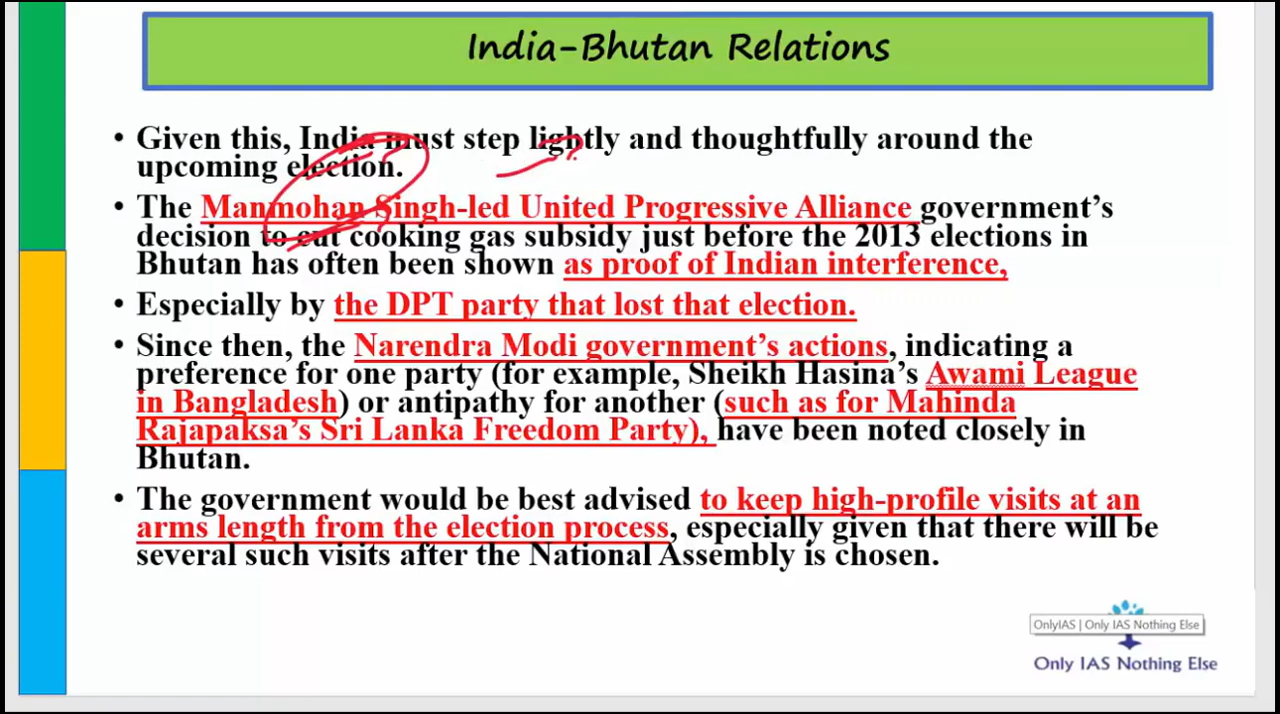 India-Bhutan Relations
• Given this, India must step lightly and thoughtfully around the
upcoming election.
• The Manmohan Singh-led United Progressive Alliance government's
decision to cut cooking gas subsidy just before the 2013 elections in
Bhutan has often been shown as proof of Indian interference,
• Especially by the DPT party that lost that election.
• Since then, the Narendra Modi government's actions, indicating a
preference for one party (for example, Sheikh Hasina's Awami League
in Bangladesh) or antipathy for another (such as for Mahinda
Rajapaksa's Sri Lanka Freedom Party), have been noted closely in
Bhutan.
• The government would be best advised to keep high-profile visits at an
arms length from the election process, especially given that there will be
several such visits after the National Assembly is chosen.
OnlyIAS | Only IAS Nothing Else
Only IAS Nothing Else